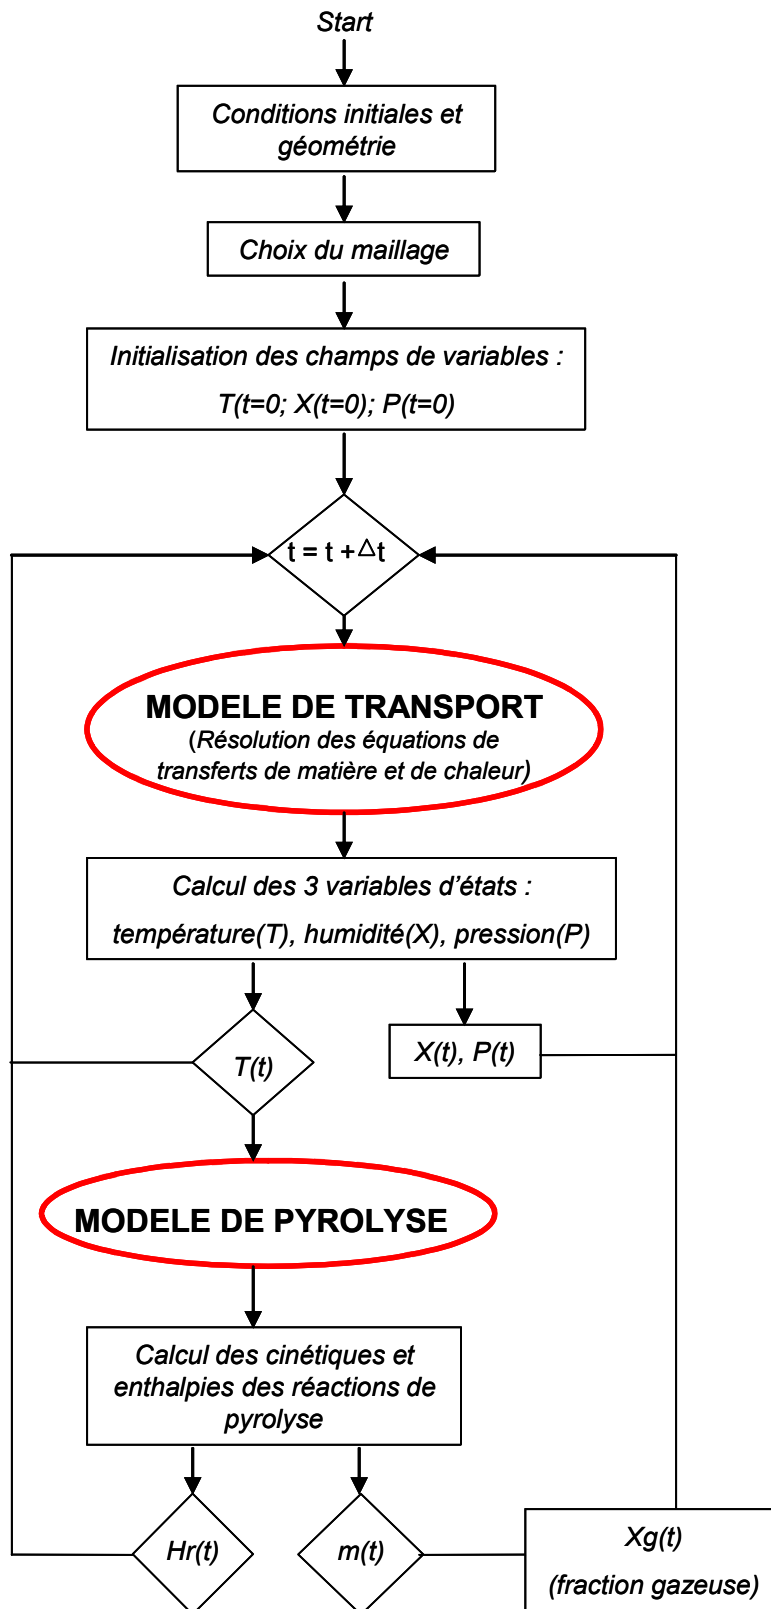 Start
Conditions initiales et
géométrie
Choix du maillage
Initialisation des champs de variables :
T(t=0; X(t=0); P(t=0)
t = t + Δt
MODELE DE TRANSPORT
(Résolution des équations de
transferts de matière et de chaleur)
Calcul des 3 variables d'états :
température(T), humidité(X), pression(P)
T(t)
X(t), P(t)
MODELE DE PYROLYSE
Calcul des cinétiques et
enthalpies des réactions de
pyrolyse
Hr(t)
m(t)
Xg(t)
(fraction gazeuse)